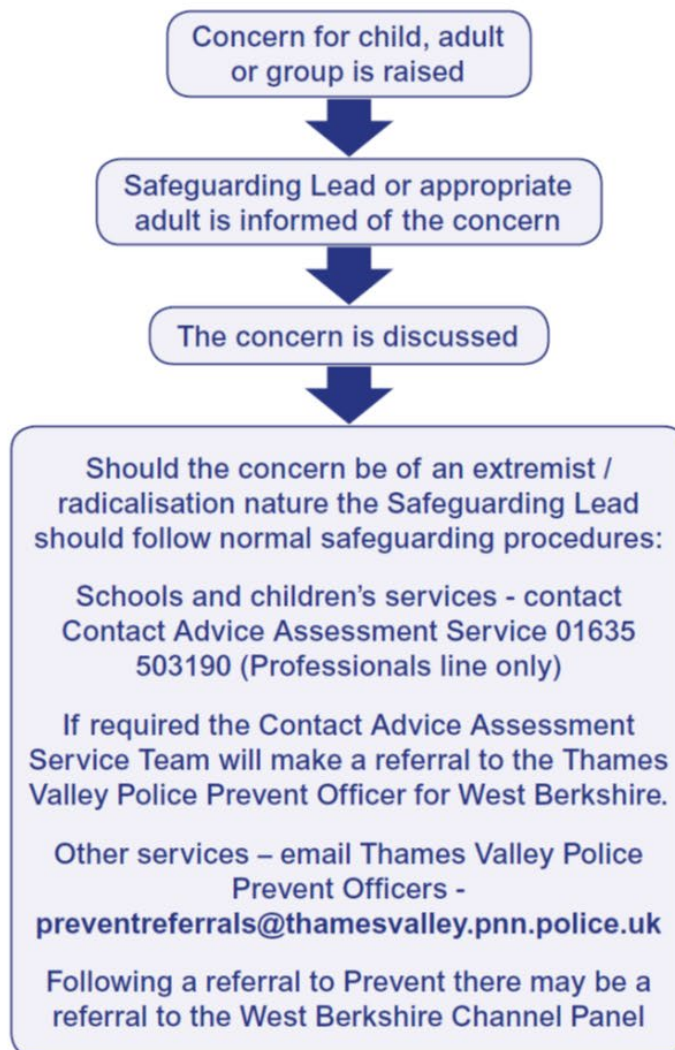 Concern for child, adult
or group is raised
Safeguarding Lead or appropriate
adult is informed of the concern
The concern is discussed
Should the concern be of an extremist /
radicalisation nature the Safeguarding Lead
should follow normal safeguarding procedures:
Schools and children’s services - contact
Contact Advice Assessment Service 01635
503190 (Professionals line only)
If required the Contact Advice Assessment
Service Team will make a referral to the Thames
Valley Police Prevent Officer for West Berkshire.
Other services – email Thames Valley Police
Prevent Officers -
preventreferrals@thamesvalley.pnn.police.uk
Following a referral to Prevent there may be a
referral to the West Berkshire Channel Panel